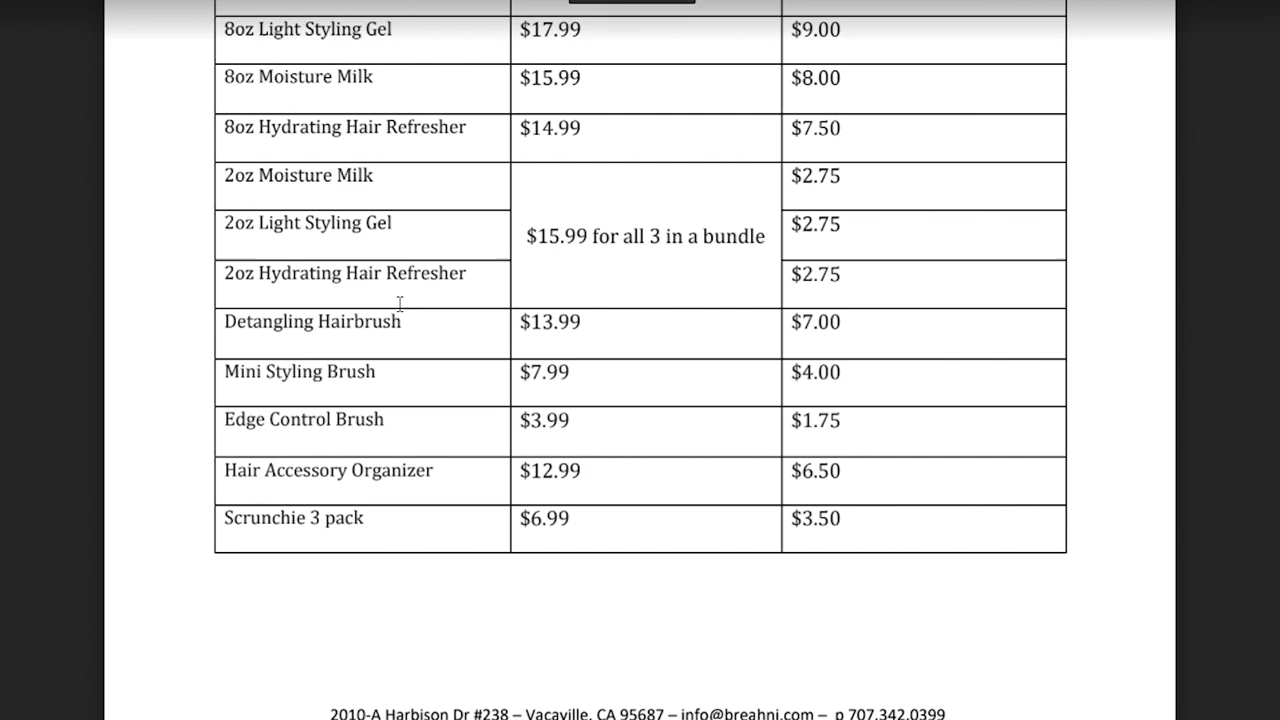 8oz Light Styling Gel $17.99 $9.00
8oz Moisture Milk $15.99 $8.00
8oz Hydrating Hair Refresher $14.99 $7.50
2oz Moisture Milk $2.75
2oz Light Styling Gel $2.75
$15.99 for all 3 in a bundle
2oz Hydrating Hair Refresher $2.75
Detangling Hairbrush $13.99 $7.00
Mini Styling Brush $7.99 $4.00
Edge Control Brush $3.99 $1.75
Hair Accessory Organizer $12.99 $6.50
Scrunchie 3 pack $6.99 $3.50
2010-A Harbison Dr #238 – Vacaville, CA 95687 – info@breahni.com – p 707.342.0399